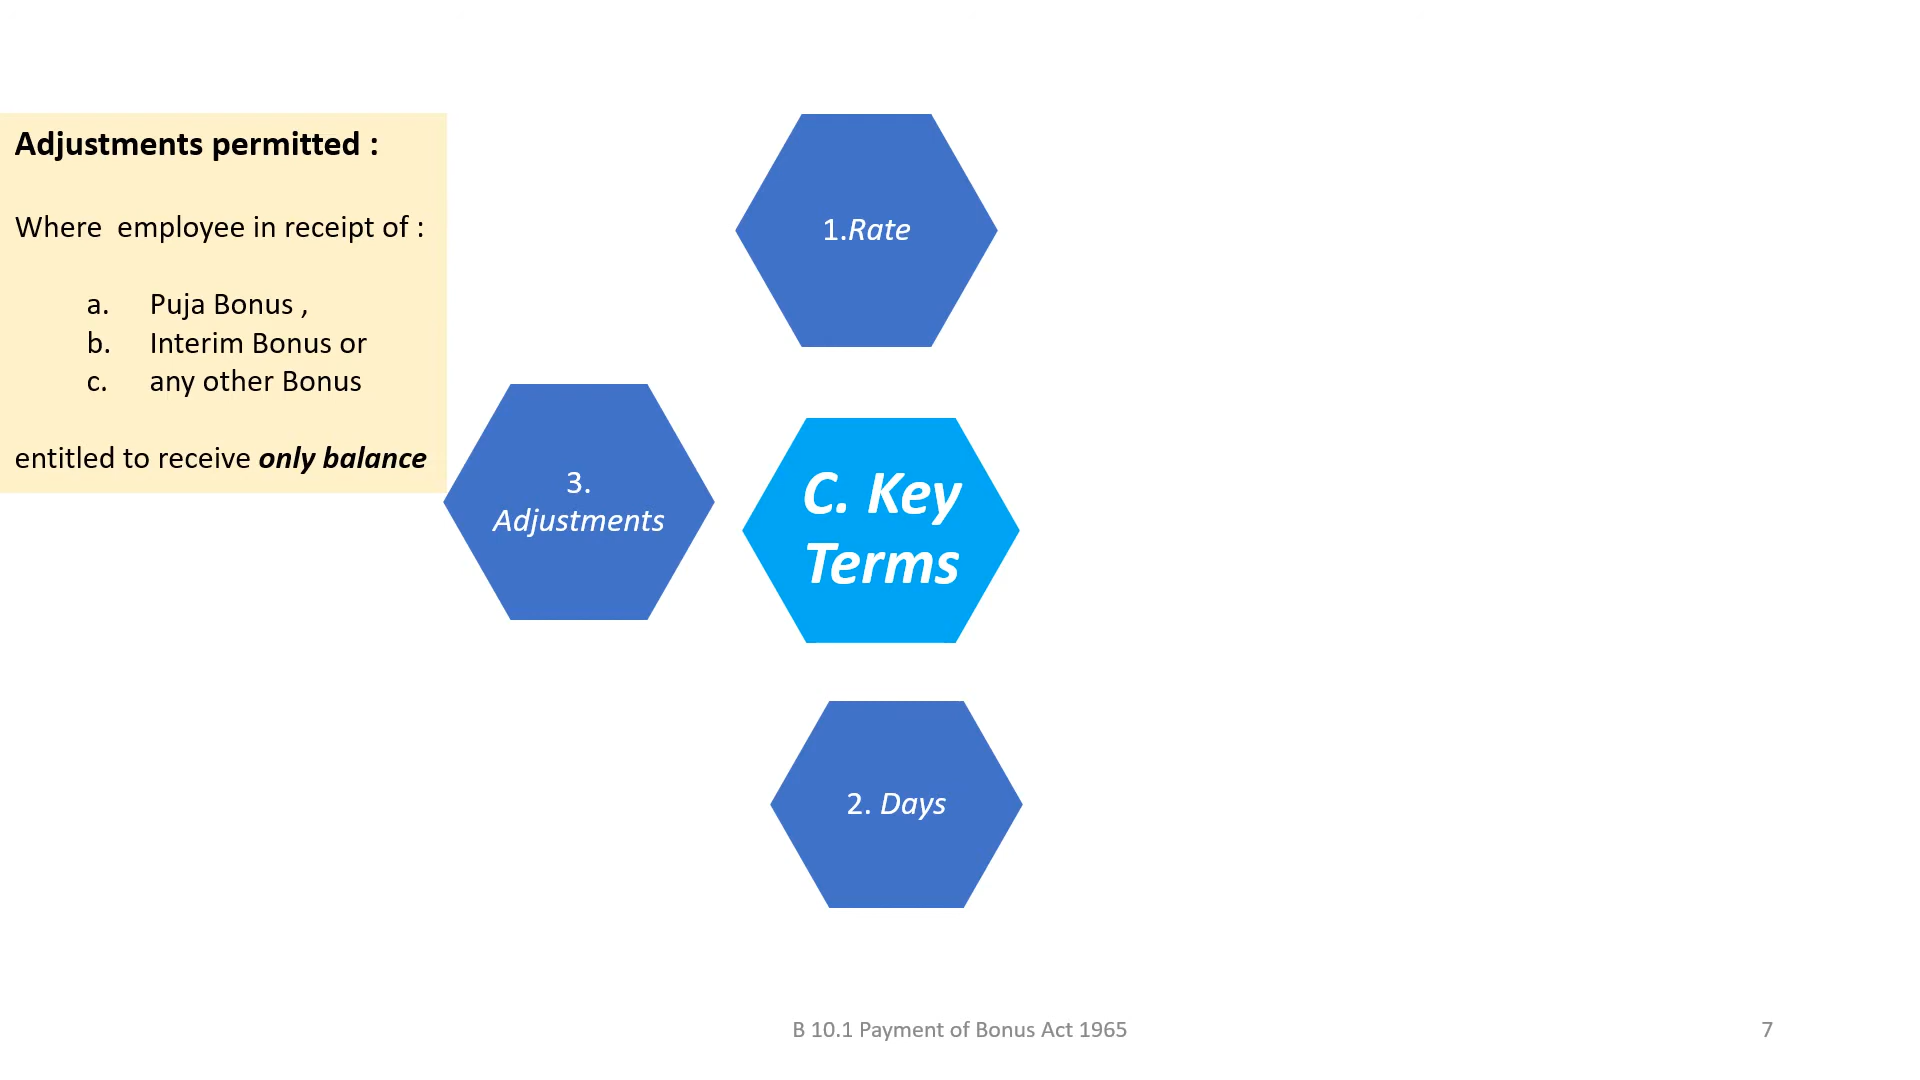 Adjustments permitted :
Where employee in receipt of :
a. Puja Bonus ,
b. Interim Bonus or
c. any other Bonus
entitled to receive only balance
1.Rate
3.
Adjustments
C. Key
Terms
2. Days
B 10.1 Payment of Bonus Act 1965
7